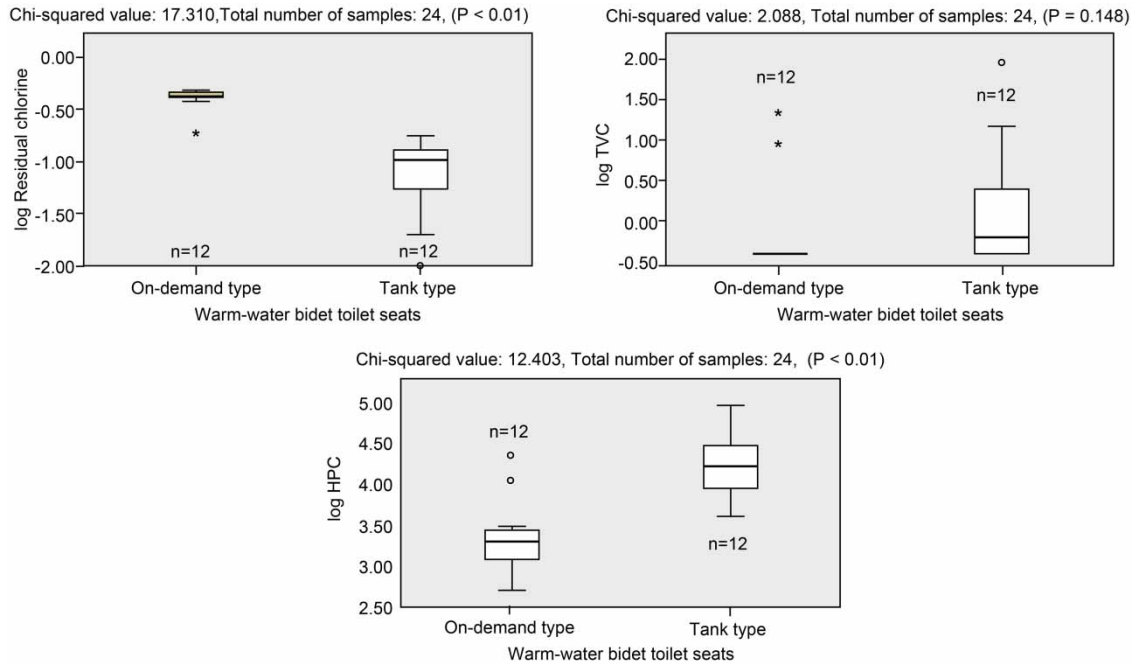 Chi-squared value: 17.310,Total number of samples: 24, (P < 0.01)
log Residual chlorine
0.00
-0.50
-1.00
-1.50
-2.00
*
n=12
n=12
On-demand type
Tank type
Warm-water bidet toilet seats
Chi-squared value: 2.088, Total number of samples: 24, (P = 0.148)
log TVC
2.00
1.50
1.00
0.50
0.00
-0.50
n=12
*
*
n=12
On-demand type
Tank type
Warm-water bidet toilet seats
Chi-squared value: 12.403, Total number of samples: 24, (P < 0.01)
log HPC
5.00
4.50
4.00
3.50
3.00
2.50
n=12
n=12
On-demand type
Tank type
Warm-water bidet toilet seats